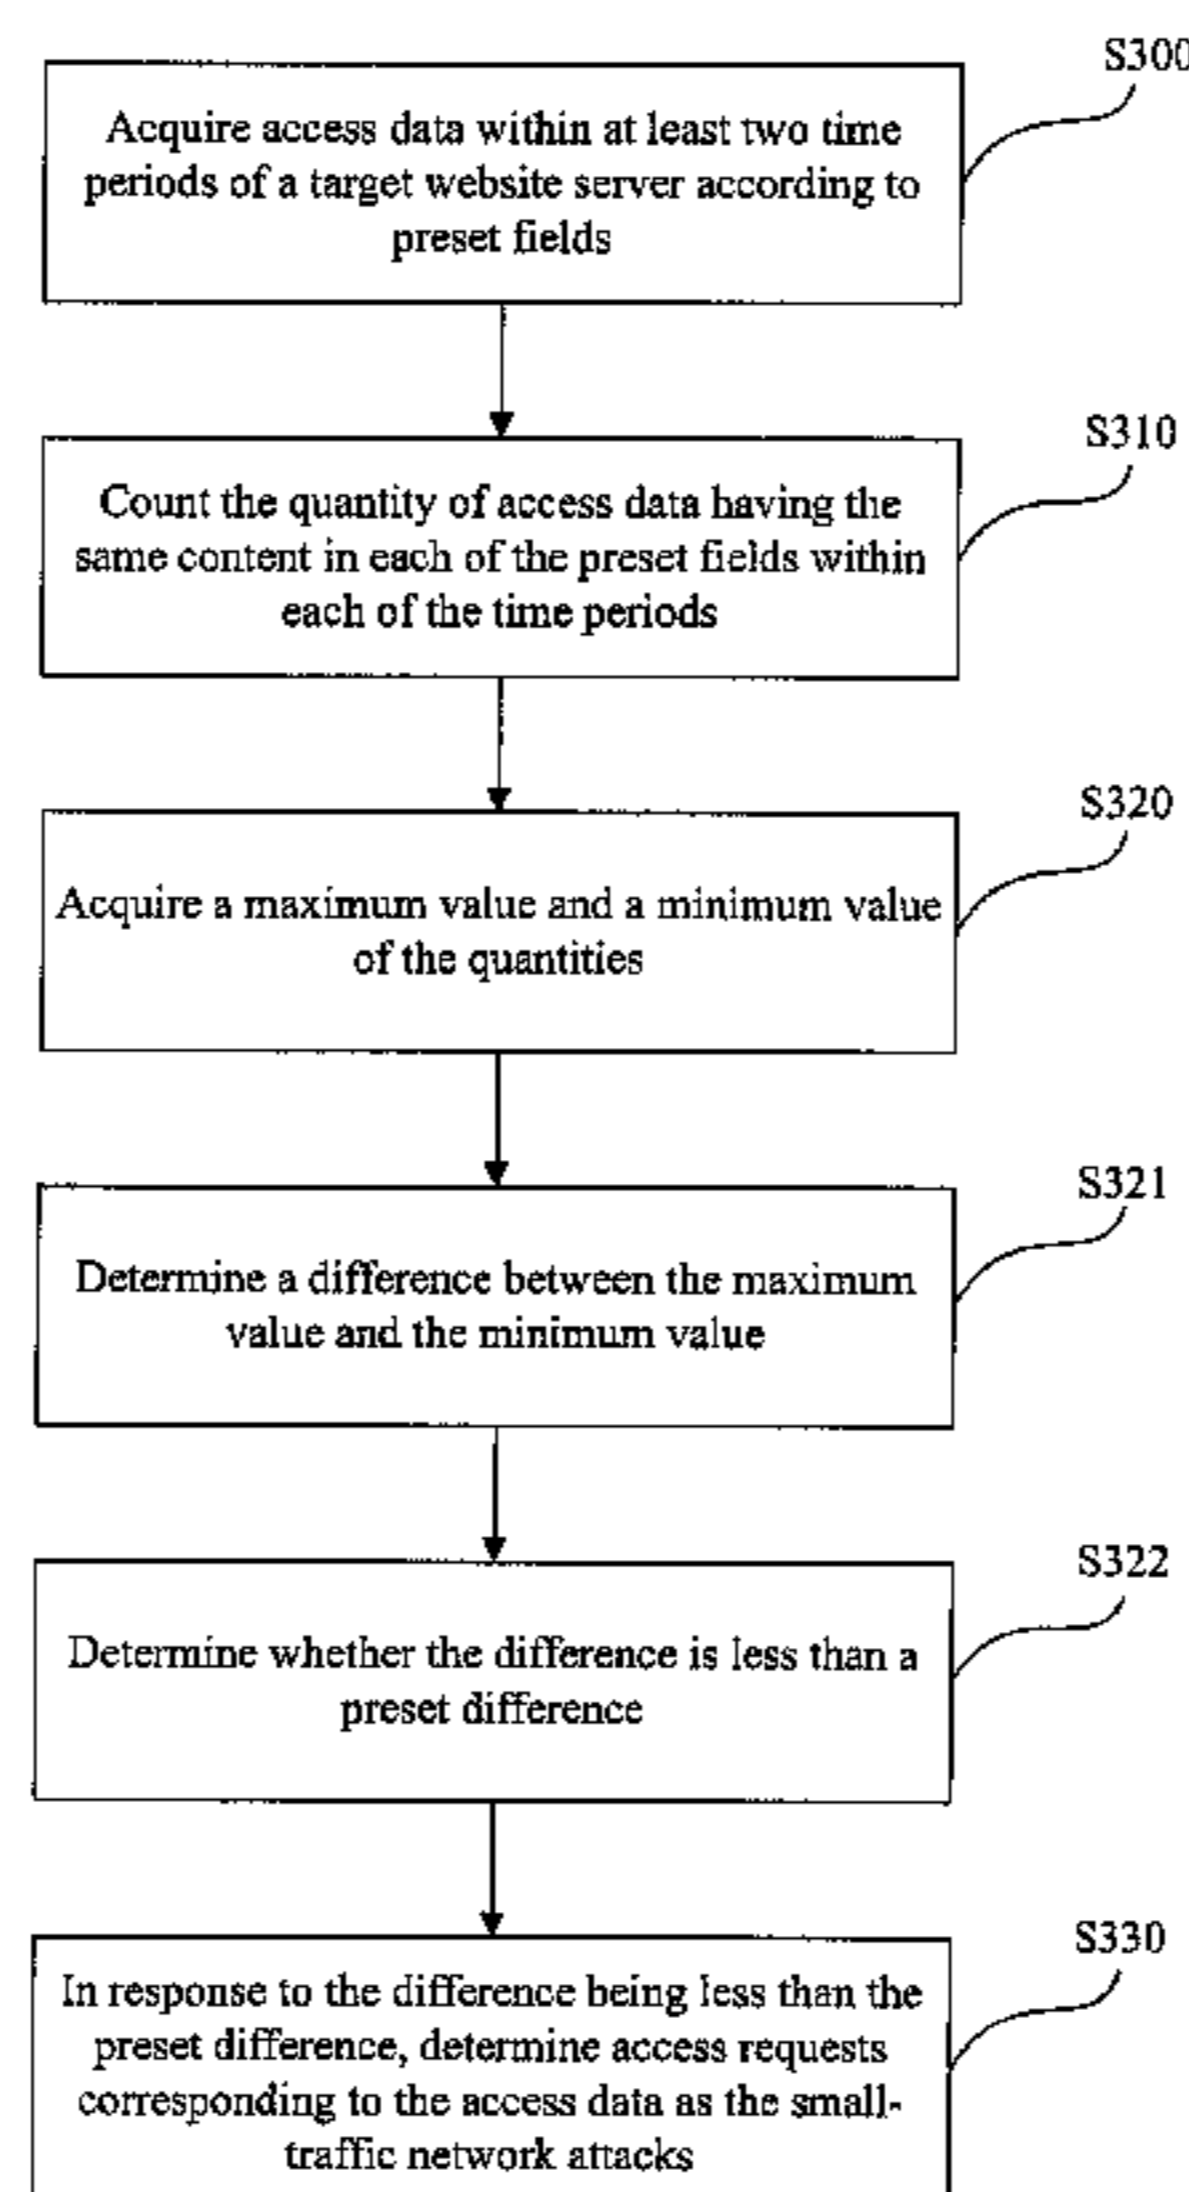 S300
Acquire access data within at least two time
periods of a target website server according to
preset fields
S310
Count the quantity of access data having the
same content in each of the preset fields within
each of the time periods
S320
Acquire a maximum value and a minimum value
of the quantities
S321
Determine a difference between the maximum
value and the minimum value
S322
Determine whether the difference is less than a
preset difference
S330
In response to the difference being less than the
preset difference, determine access requests
corresponding to the access data as the small-
traffic network attacks